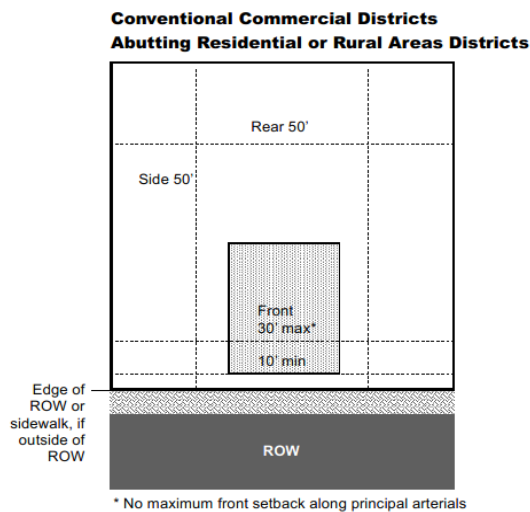 Conventional Commercial Districts
Abutting Residential or Rural Areas Districts
Rear 50'
Side 50'
Front
30' max*
10' min
Edge of
ROW or
sidewalk, if
outside of
ROW
ROW
* No maximum front setback along principal arterials